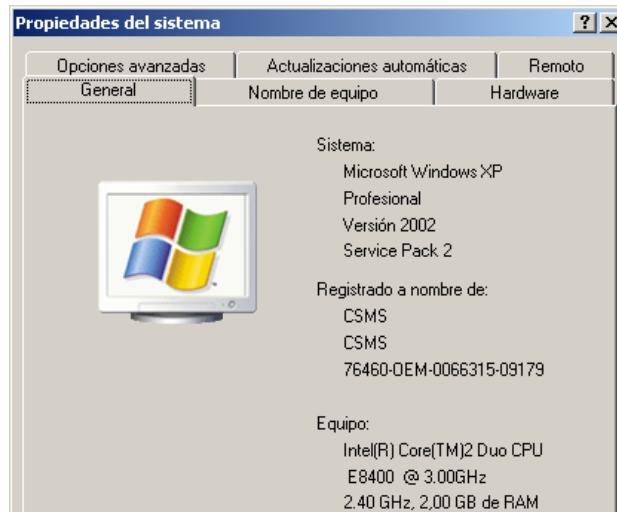 Propiedades del sistema
Opciones avanzadas Actualizaciones automáticas Remoto
General Nombre de equipo Hardware
Sistema:
Microsoft Windows XP
Profesional
Versión 2002
Service Pack 2
Registrado a nombre de:
CSMS
CSMS
76460-OEM-0066315-09179
Equipo:
Intel(R) Core(TM)2 Duo CPU
E8400 @ 3.00GHz
2.40 GHz, 2,00 GB de RAM